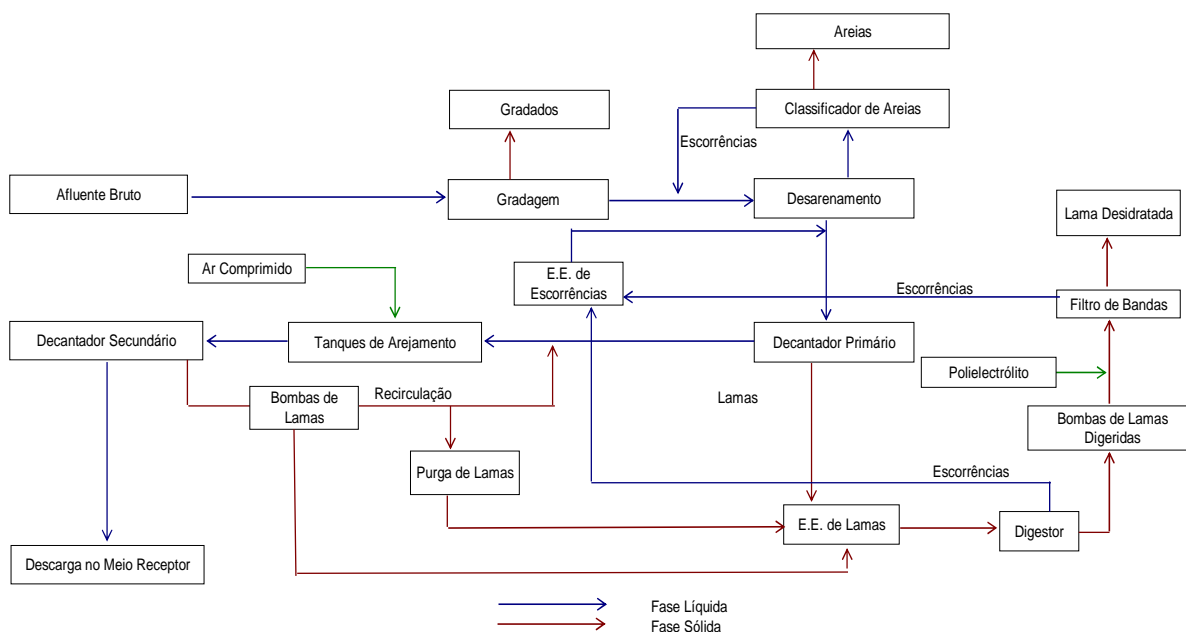 Areias
Gradados
Classificador de Areias
Escorrências
Afluente Bruto
Gradagem
Desarenamento
Lama Desidratada
Ar Comprimido
E.E. de
Escorrências
Escorrências
Filtro de Bandas
Decantador Secundário
Tanques de Arejamento
Decantador Primário
Polielectrólito
Bombas de
Lamas
Recirculação
Lamas
Bombas de Lamas
Digeridas
Purga de Lamas
Escorrências
E.E. de Lamas
Digestor
Descarga no Meio Receptor
Fase Líquida
Fase Sólida